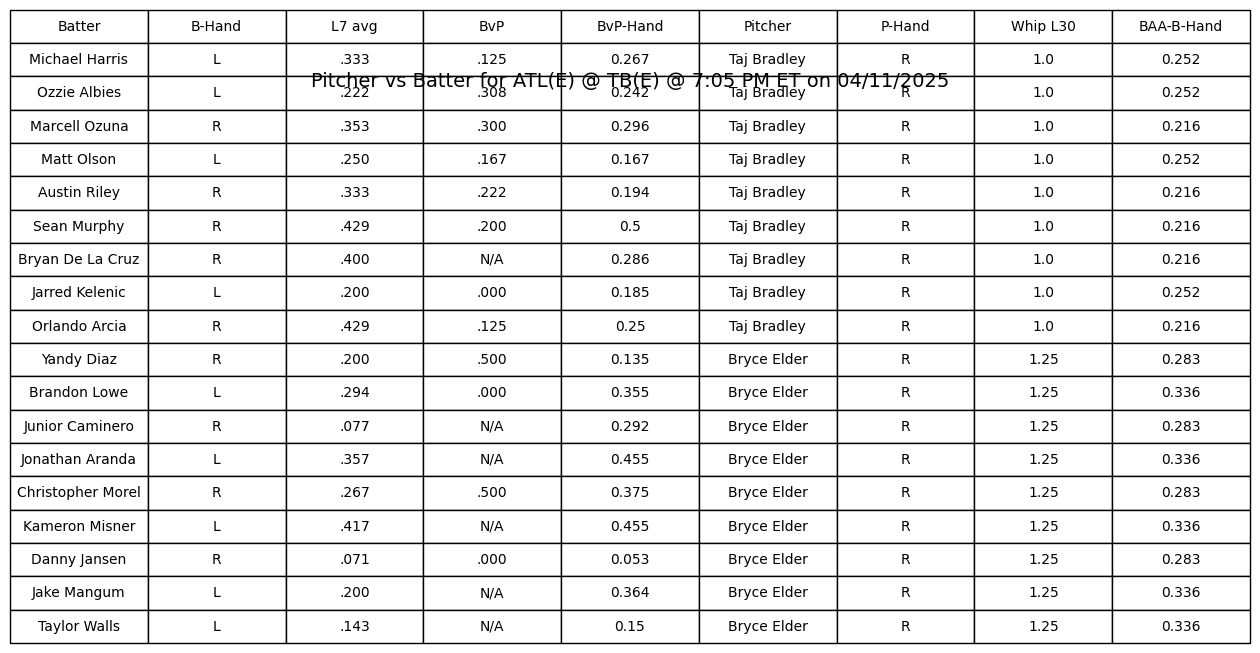 Batter B-Hand L7 avg BvP BvP-Hand Pitcher P-Hand Whip L30 BAA-B-Hand
Michael Harris L .333 .125 0.267 Taj Bradley R 1.0 0.252
Pitcher vs Batter for ATL(E) @ TB(E) @ 7:05 PM ET on 04/11/2025
Ozzie Albies L .222 .308 0.242 Taj Bradley R 1.0 0.252
Marcell Ozuna R .353 .300 0.296 Taj Bradley R 1.0 0.216
Matt Olson L .250 .167 0.167 Taj Bradley R 1.0 0.252
Austin Riley R .333 .222 0.194 Taj Bradley R 1.0 0.216
Sean Murphy R .429 .200 0.5 Taj Bradley R 1.0 0.216
Bryan De La Cruz R .400 N/A 0.286 Taj Bradley R 1.0 0.216
Jarred Kelenic L .200 .000 0.185 Taj Bradley R 1.0 0.252
Orlando Arcia R .429 .125 0.25 Taj Bradley R 1.0 0.216
Yandy Diaz R .200 .500 0.135 Bryce Elder R 1.25 0.283
Brandon Lowe L .294 .000 0.355 Bryce Elder R 1.25 0.336
Junior Caminero R .077 N/A 0.292 Bryce Elder R 1.25 0.283
Jonathan Aranda L .357 N/A 0.455 Bryce Elder R 1.25 0.336
Christopher Morel R .267 .500 0.375 Bryce Elder R 1.25 0.283
Kameron Misner L .417 N/A 0.455 Bryce Elder R 1.25 0.336
Danny Jansen R .071 .000 0.053 Bryce Elder R 1.25 0.283
Jake Mangum L .200 N/A 0.364 Bryce Elder R 1.25 0.336
Taylor Walls L .143 N/A 0.15 Bryce Elder R 1.25 0.336